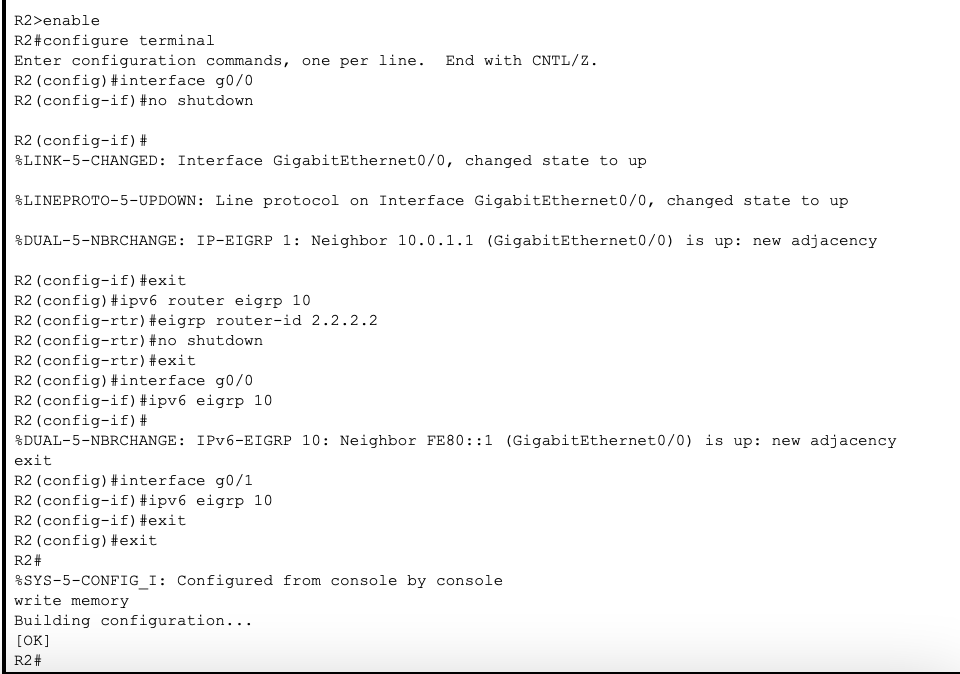 R2>enable
R2#configure terminal
Enter configuration commands, one per line.  End with CNTL/Z.
R2(config)#interface g0/0
R2(config-if)#no shutdown

R2(config-if)#
%LINK-5-CHANGED: Interface GigabitEthernet0/0, changed state to up

%LINEPROTO-5-UPDOWN: Line protocol on Interface GigabitEthernet0/0, changed state to up

%DUAL-5-NBRCHANGE: IP-EIGRP 1: Neighbor 10.0.1.1 (GigabitEthernet0/0) is up: new adjacency

R2(config-if)#exit
R2(config)#ipv6 router eigrp 10
R2(config-rtr)#eigrp router-id 2.2.2.2
R2(config-rtr)#no shutdown
R2(config-rtr)#exit
R2(config)#interface g0/0
R2(config-if)#ipv6 eigrp 10
R2(config-if)#
%DUAL-5-NBRCHANGE: IPv6-EIGRP 10: Neighbor FE80::1 (GigabitEthernet0/0) is up: new adjacency
exit
R2(config)#interface g0/1
R2(config-if)#ipv6 eigrp 10
R2(config-if)#exit
R2(config)#exit
R2#
%SYS-5-CONFIG_I: Configured from console by console
write memory
Building configuration...
[OK]
R2#